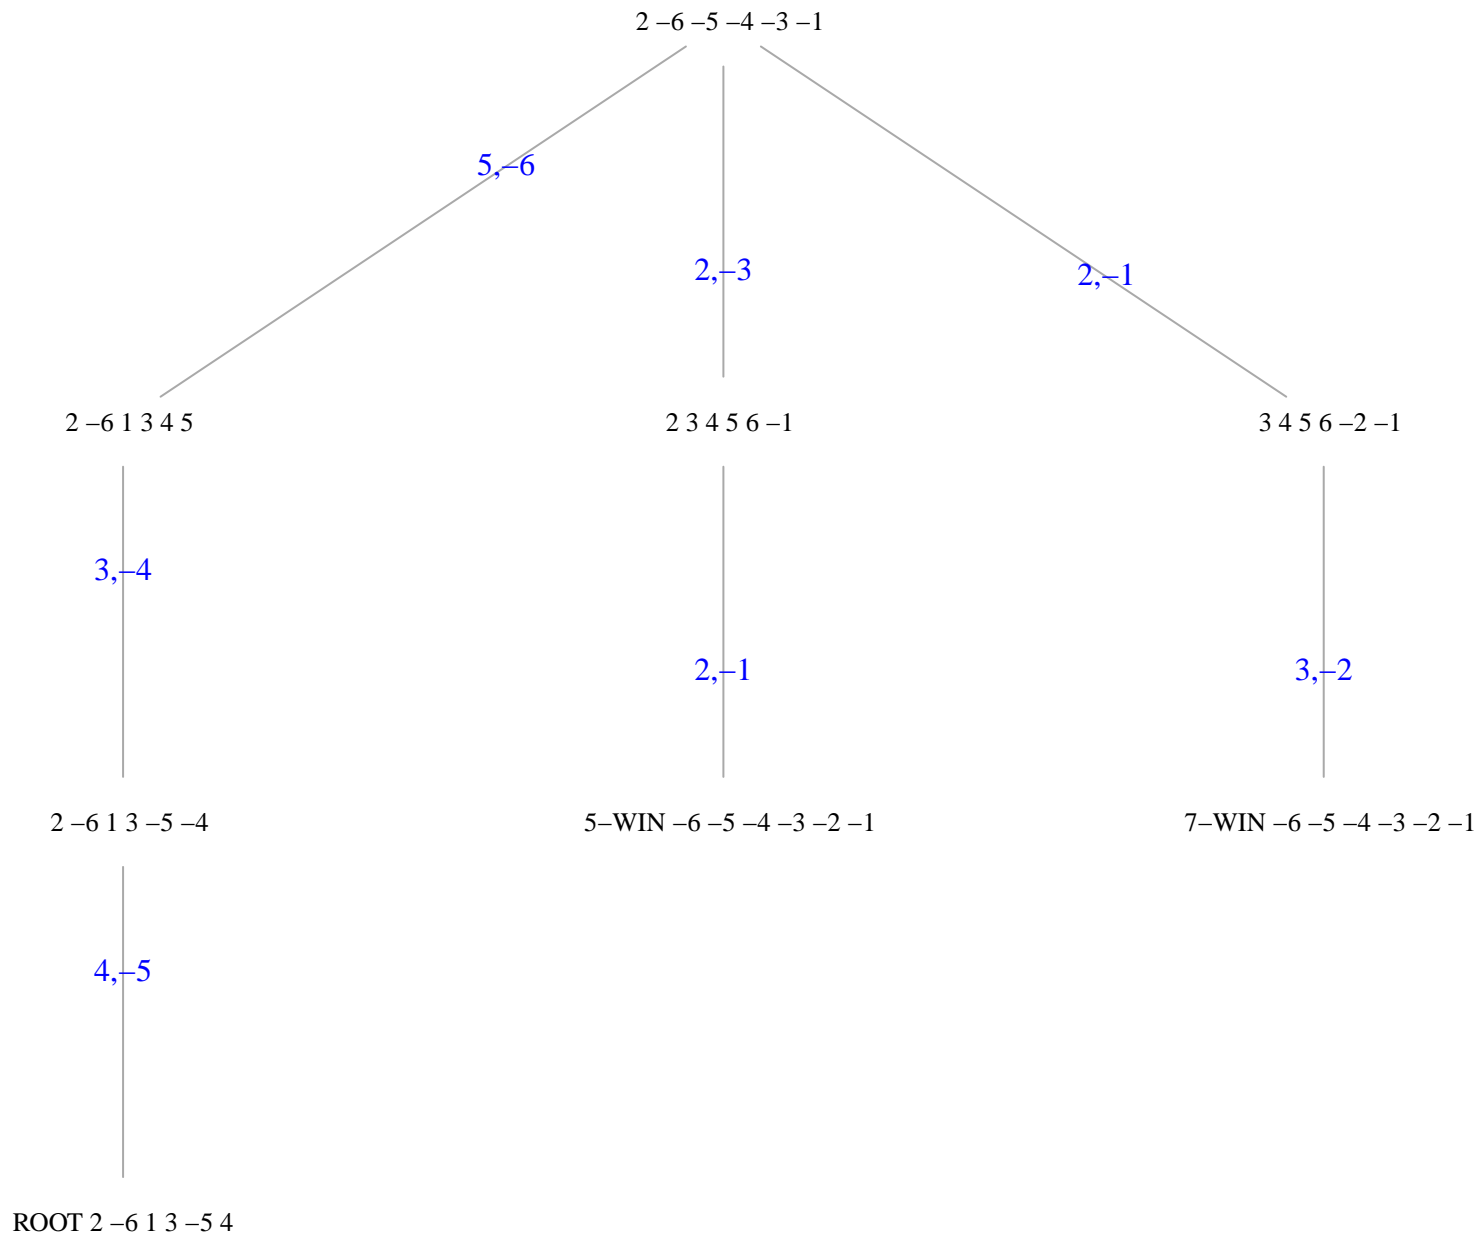 2 –6 –5 –4 –3 –1
5,–6
2,–3
2,–1
2 –6 1 3 4 5
2 3 4 5 6 –1
3 4 5 6 –2 –1
3,–4
2,–1
3,–2
2 –6 1 3 –5 –4
5–WIN –6 –5 –4 –3 –2 –1
7–WIN –6 –5 –4 –3 –2 –1
4,–5
ROOT 2 –6 1 3 –5 4